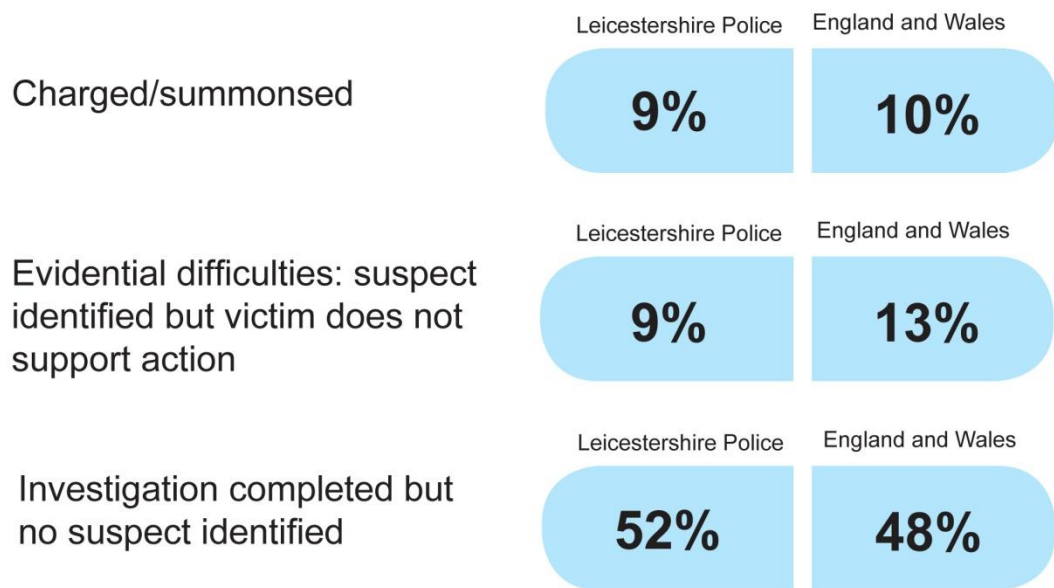 Leicestershire Police England and Wales
Charged/summonsed
9% 10%
Leicestershire Police England and Wales
Evidential difficulties: suspect
identified but victim does not
support action
9% 13%
Leicestershire Police England and Wales
Investigation completed but
no suspect identified
52% 48%